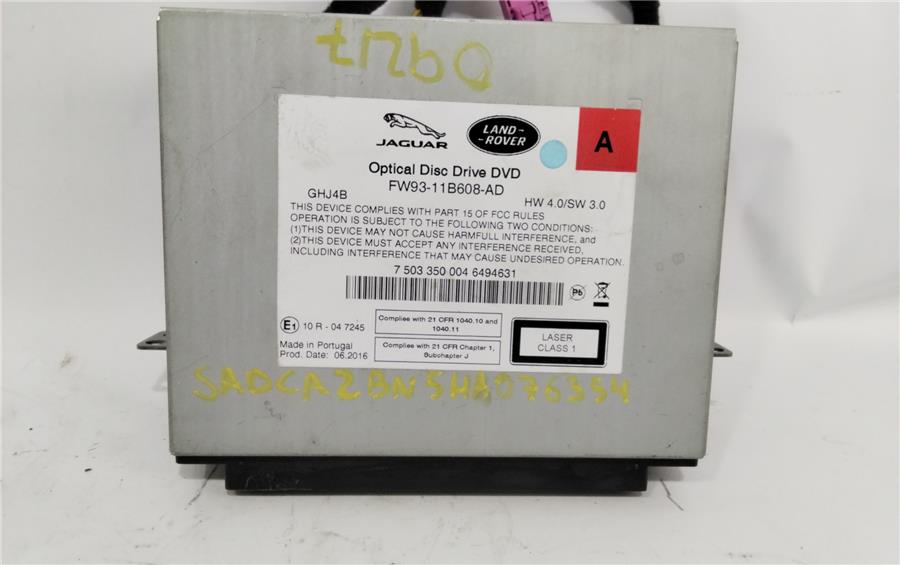 JAGUAR
LAND-
-ROVER
A
Optical Disc Drive DVD
FW93-11B608-AD
GHJ4B
HW 4.0/SW 3.0
THIS DEVICE COMPLIES WITH PART 15 OF FCC RULES
OPERATION IS SUBJECT TO THE FOLLOWING TWO CONDITIONS:
(1)THIS DEVICE MAY NOT CAUSE HARMFULL INTERFERENCE, and
(2)THIS DEVICE MUST ACCEPT ANY INTERFERENCE RECEIVED,
INCLUDING INTERFERENCE THAT MAY CAUSE UNDESIRED OPERATION.
7 503 350 004 6494631
Pb
E1 10 R - 04 7245
Complies with 21 CFR 1040.10 and
1040.11
Made in Portugal
Prod. Date: 06.2016
Complies with 21 CFR Chapter 1,
Subchapter J
LASER
CLASS 1
SADCA2BN5HA076354